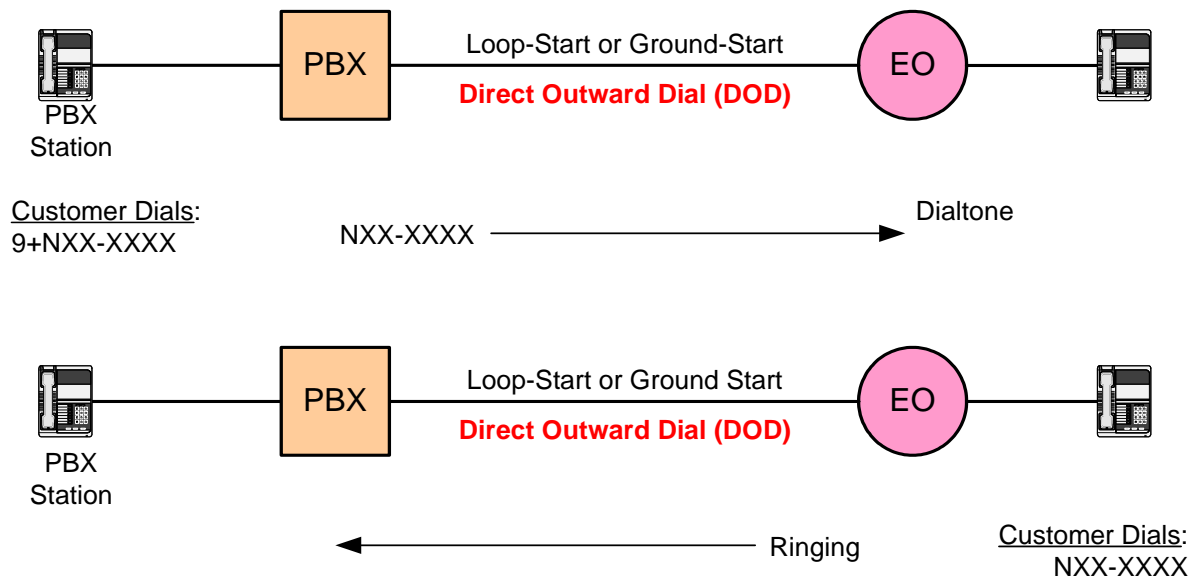 PBX
Station
PBX
Loop-Start or Ground-Start
Direct Outward Dial (DOD)
EO
Customer Dials:
9+NXX-XXXX
NXX-XXXX
Dialtone
PBX
Station
PBX
Loop-Start or Ground Start
Direct Outward Dial (DOD)
EO
Ringing
Customer Dials:
NXX-XXXX